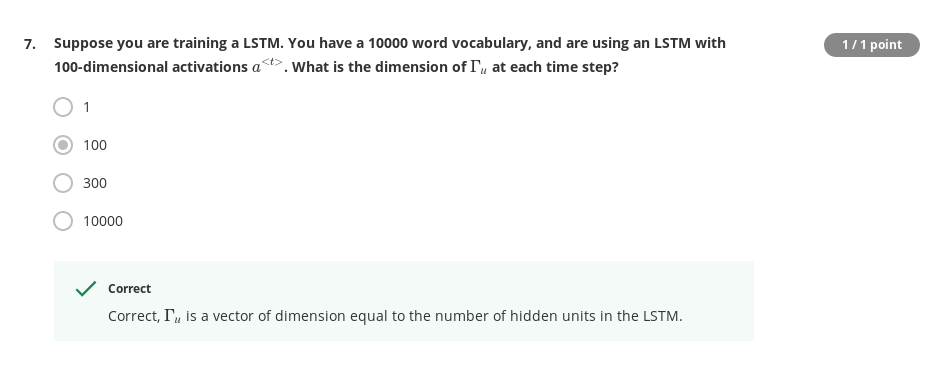 7. Suppose you are training a LSTM. You have a 10000 word vocabulary, and are using an LSTM with
1 / 1 point
100-dimensional activations a<t>. What is the dimension of Γu at each time step?
1
100
300
10000
Correct
Correct, Γu is a vector of dimension equal to the number of hidden units in the LSTM.